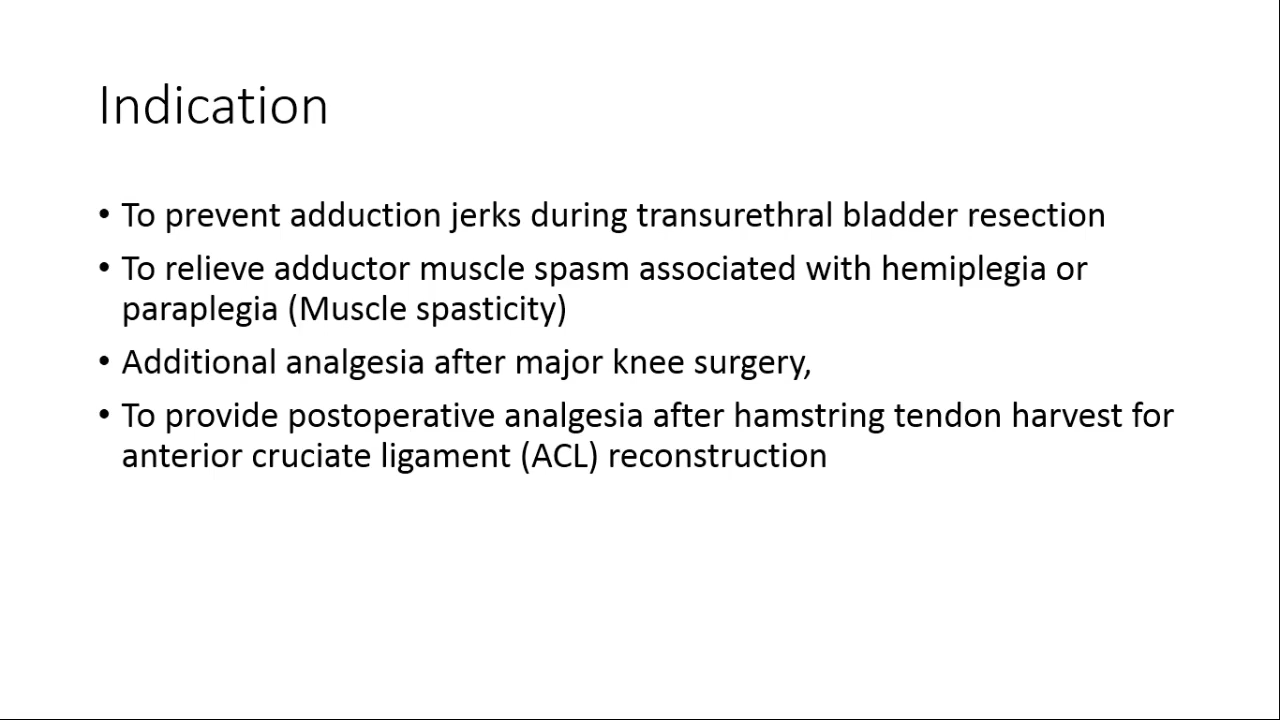 Indication
• To prevent adduction jerks during transurethral bladder resection
• To relieve adductor muscle spasm associated with hemiplegia or
paraplegia (Muscle spasticity)
• Additional analgesia after major knee surgery,
• To provide postoperative analgesia after hamstring tendon harvest for
anterior cruciate ligament (ACL) reconstruction